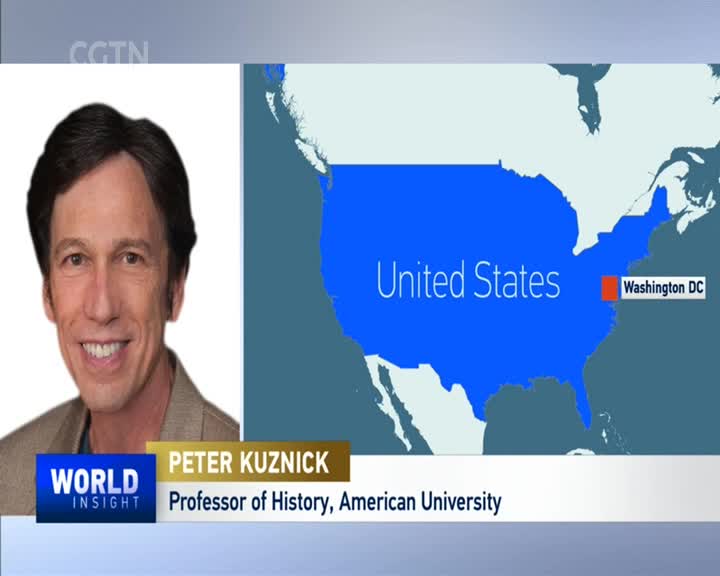 CGTN
United States
Washington DC
PETER KUZNICK
WORLD
INSIGHT
Professor of History, American University